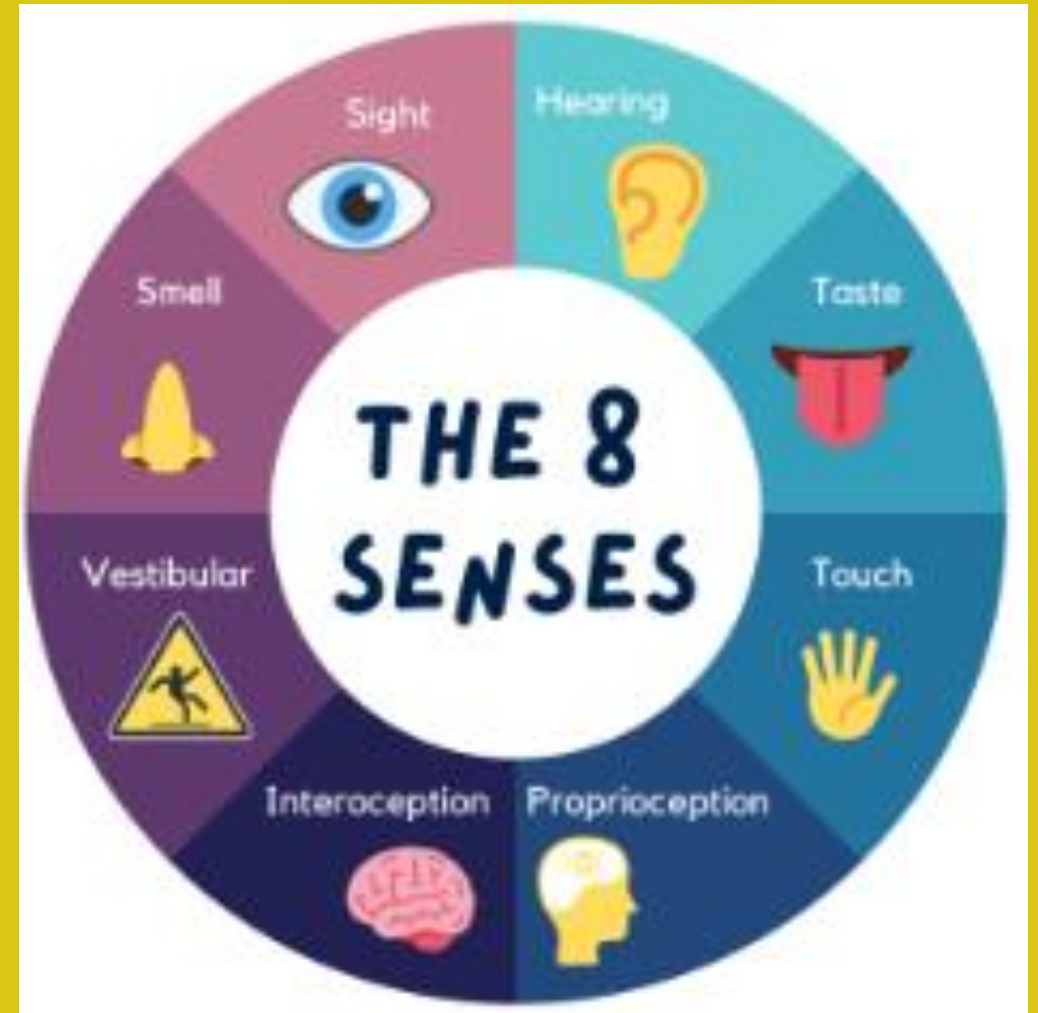 THE 8
SENSES
Sight
Hearing
Taste
Touch
Proprioception
Interoception
Vestibular
Smell